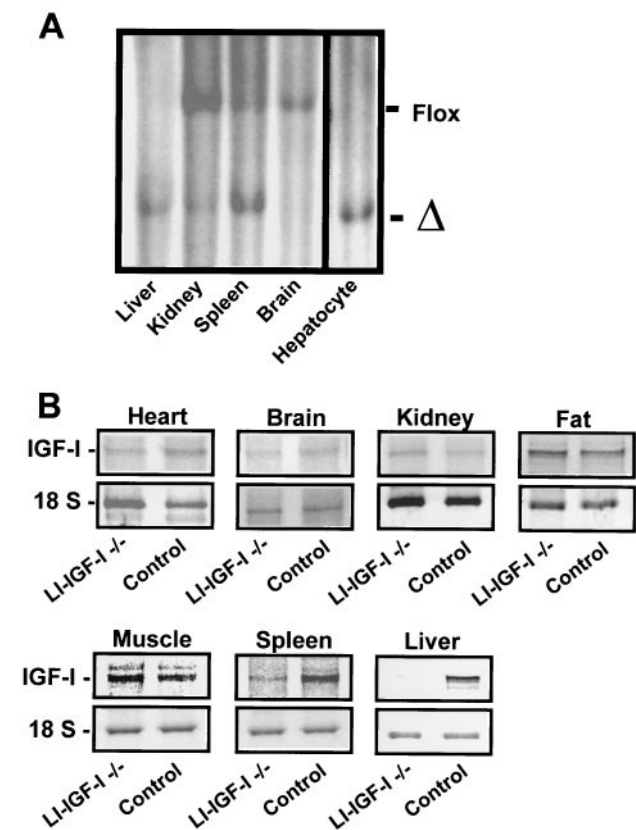 A
Flox
Δ
Liver Kidney Spleen Brain Hepatocyte
B
Heart Brain Kidney Fat
IGF-I -
18 S -
LI-IGF-I -/- Control LI-IGF-I -/- Control LI-IGF-I -/- Control LI-IGF-I -/- Control
Muscle Spleen Liver
IGF-I -
18 S -
LI-IGF-I -/- Control LI-IGF-I -/- Control LI-IGF-I -/- Control